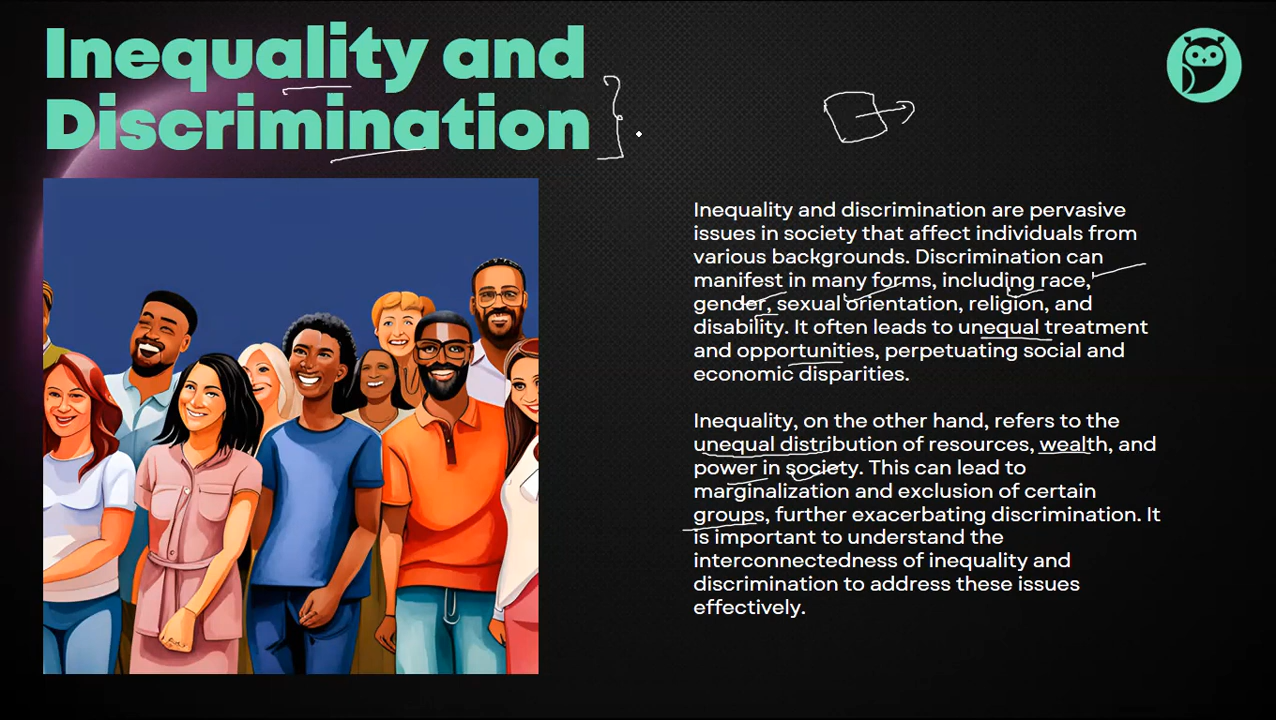 Inequality and
Discrimination
Inequality and discrimination are pervasive
issues in society that affect individuals from
various backgrounds. Discrimination can
manifest in many forms, including race,
gender, sexual orientation, religion, and
disability. It often leads to unequal treatment
and opportunities, perpetuating social and
economic disparities.
Inequality, on the other hand, refers to the
unequal distribution of resources, wealth, and
power in society. This can lead to
marginalization and exclusion of certain
groups, further exacerbating discrimination. It
is important to understand the
interconnectedness of inequality and
discrimination to address these issues
effectively.